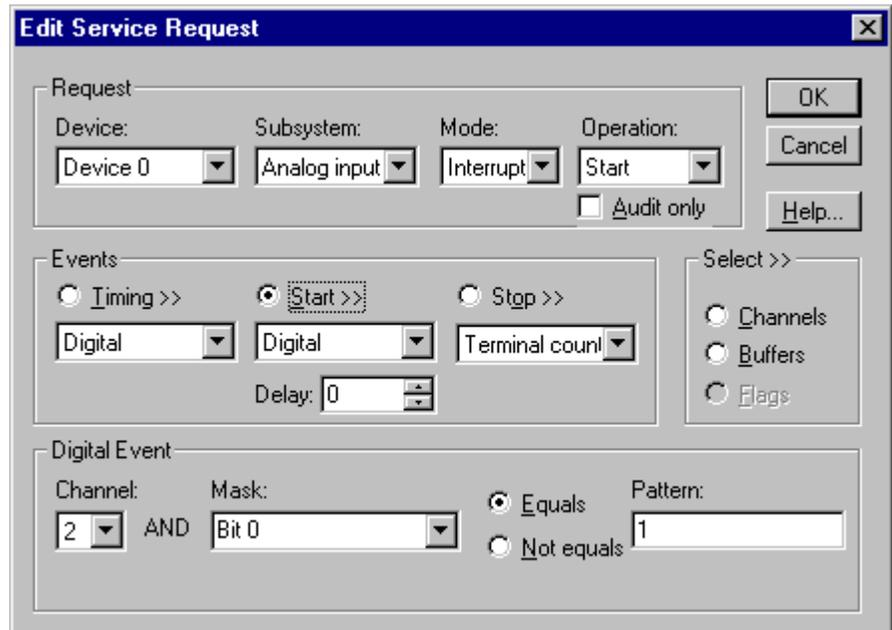 Edit Service Request
Request
OK
Device: Subsystem: Mode: Operation:
Device 0 Analog input Interrupt Start
Cancel
Audit only
Help...
Events
Select >>
Timing >> Start >> Stop >>
Channels
Digital Digital Terminal count
Buffers
Delay: 0
Flags
Digital Event
Channel: Mask: Pattern:
Equals
2 AND Bit 0 1
Not equals